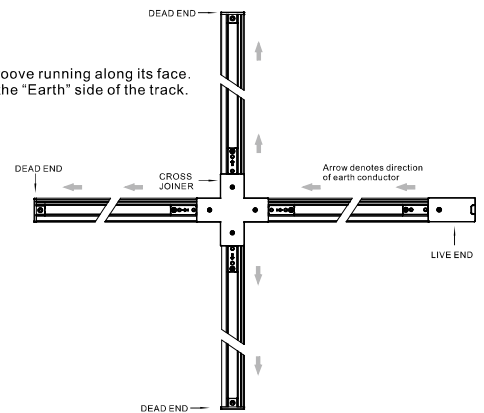 DEAD END
oove running along its face.
the “Earth” side of the track.
DEAD END
CROSS
JOINER
Arrow denotes direction
of earth conductor
LIVE END
DEAD END